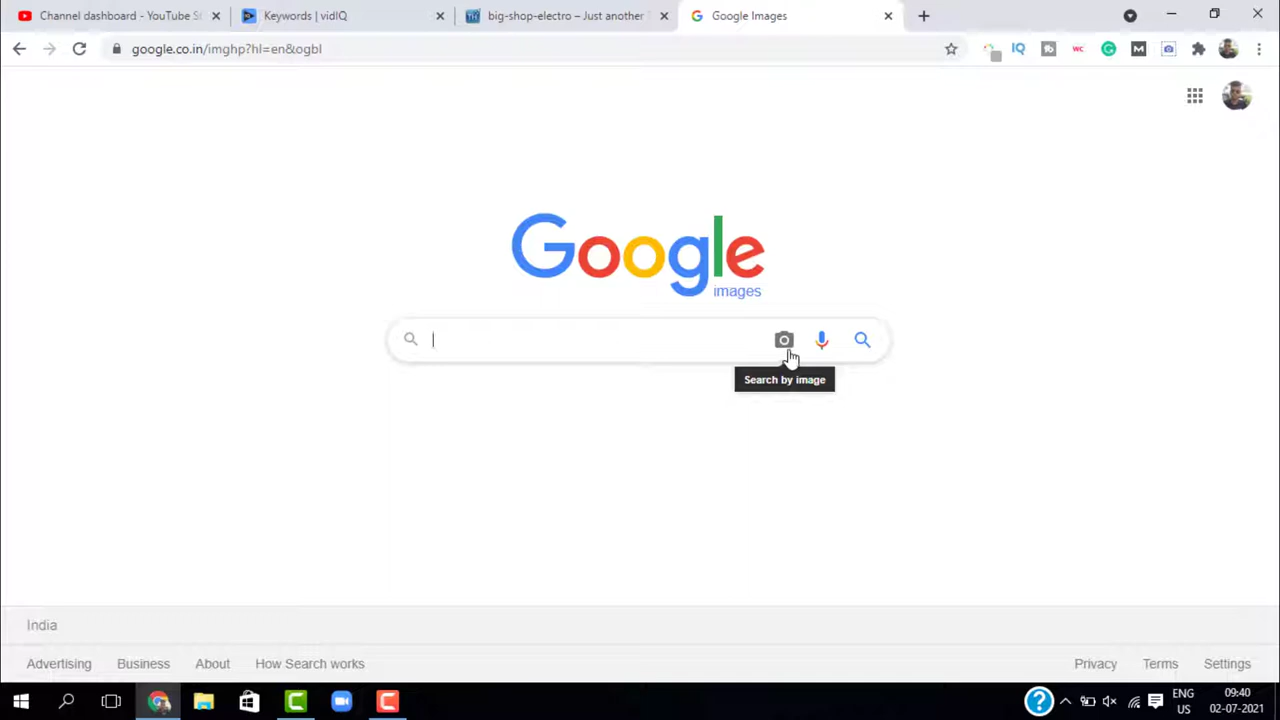 Channel dashboard - YouTube St
Keywords | vidIQ
big-shop-electro – Just another
Google Images
google.co.in/imghp?hl=en&ogbl
IQ
WC
Google
images
Search by image
India
Advertising
Business
About
How Search works
Privacy
Terms
Settings
ENG
US
09:40
02-07-2021